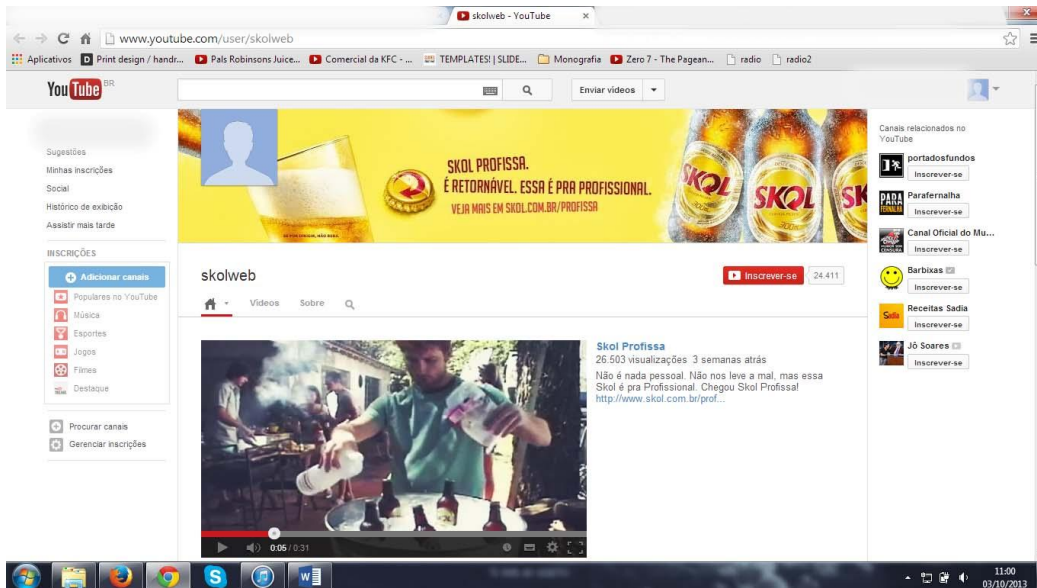 skolweb - YouTube
www.youtube.com/user/skolweb
Aplicativos Print design / handr... Pals Robinsons Juice... Comercial da KFC - ... TEMPLATES! | SLIDE... Monografia Zero 7 - The Pagean... radio radio2
YouTube BR
Enviar vídeos
Sugestões
Minhas inscrições
Social
Histórico de exibição
Assistir mais tarde
INSCRIÇÕES
Adicionar canais
Populares no YouTube
Música
Esportes
Jogos
Filmes
Destaque
Procurar canais
Gerenciar inscrições
SKOL PROFISSA.
É RETORNÁVEL. ESSA É PRA PROFISSIONAL.
VEJA MAIS EM SKOL.COM.BR/PROFISSA
SKOL
SKOL
SK
300ml
skolweb
Inscrever-se 24.411
Vídeos Sobre
Skol Profissa
26.503 visualizações 3 semanas atrás
Não é nada pessoal. Não nos leve a mal, mas essa
Skol é pra Profissional. Chegou Skol Profissa!
http://www.skol.com.br/prof...
0:05 / 0:31
Canais relacionados no
YouTube
portadosfundos
Inscrever-se
PARA
FERNALHA
Parafernalha
Inscrever-se
Canal Oficial do Mu...
Inscrever-se
Barbixas
Inscrever-se
Sadia
Receitas Sadia
Inscrever-se
Jô Soares
Inscrever-se
11:00
03/10/2013